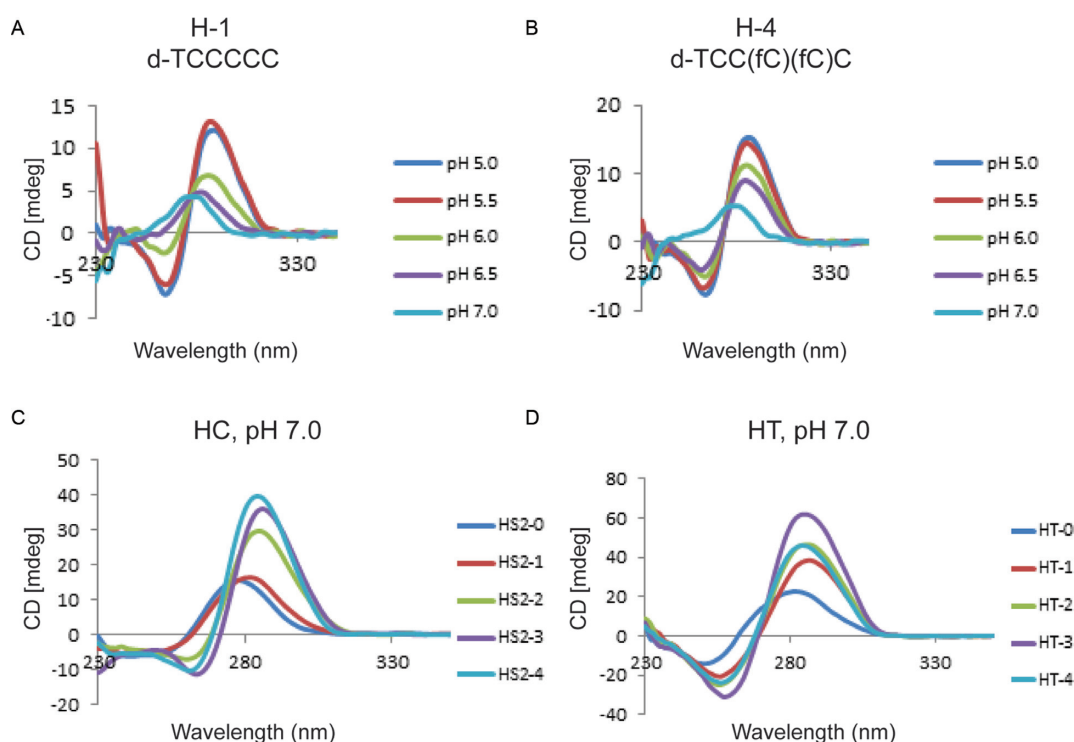 A
H-1
d-TCCCCC
CD [mdeg]
15
10
5
0
-5
-10
230
330
Wavelength (nm)
pH 5.0
pH 5.5
pH 6.0
pH 6.5
pH 7.0
B
H-4
d-TCC(fC)(fC)C
CD [mdeg]
20
10
0
-10
230
330
Wavelength (nm)
pH 5.0
pH 5.5
pH 6.0
pH 6.5
pH 7.0
C
HC, pH 7.0
CD [mdeg]
50
40
30
20
10
0
-10
-20
230
280
330
Wavelength (nm)
HS2-0
HS2-1
HS2-2
HS2-3
HS2-4
D
HT, pH 7.0
CD [mdeg]
80
60
40
20
0
-20
-40
230
280
330
Wavelength (nm)
HT-0
HT-1
HT-2
HT-3
HT-4